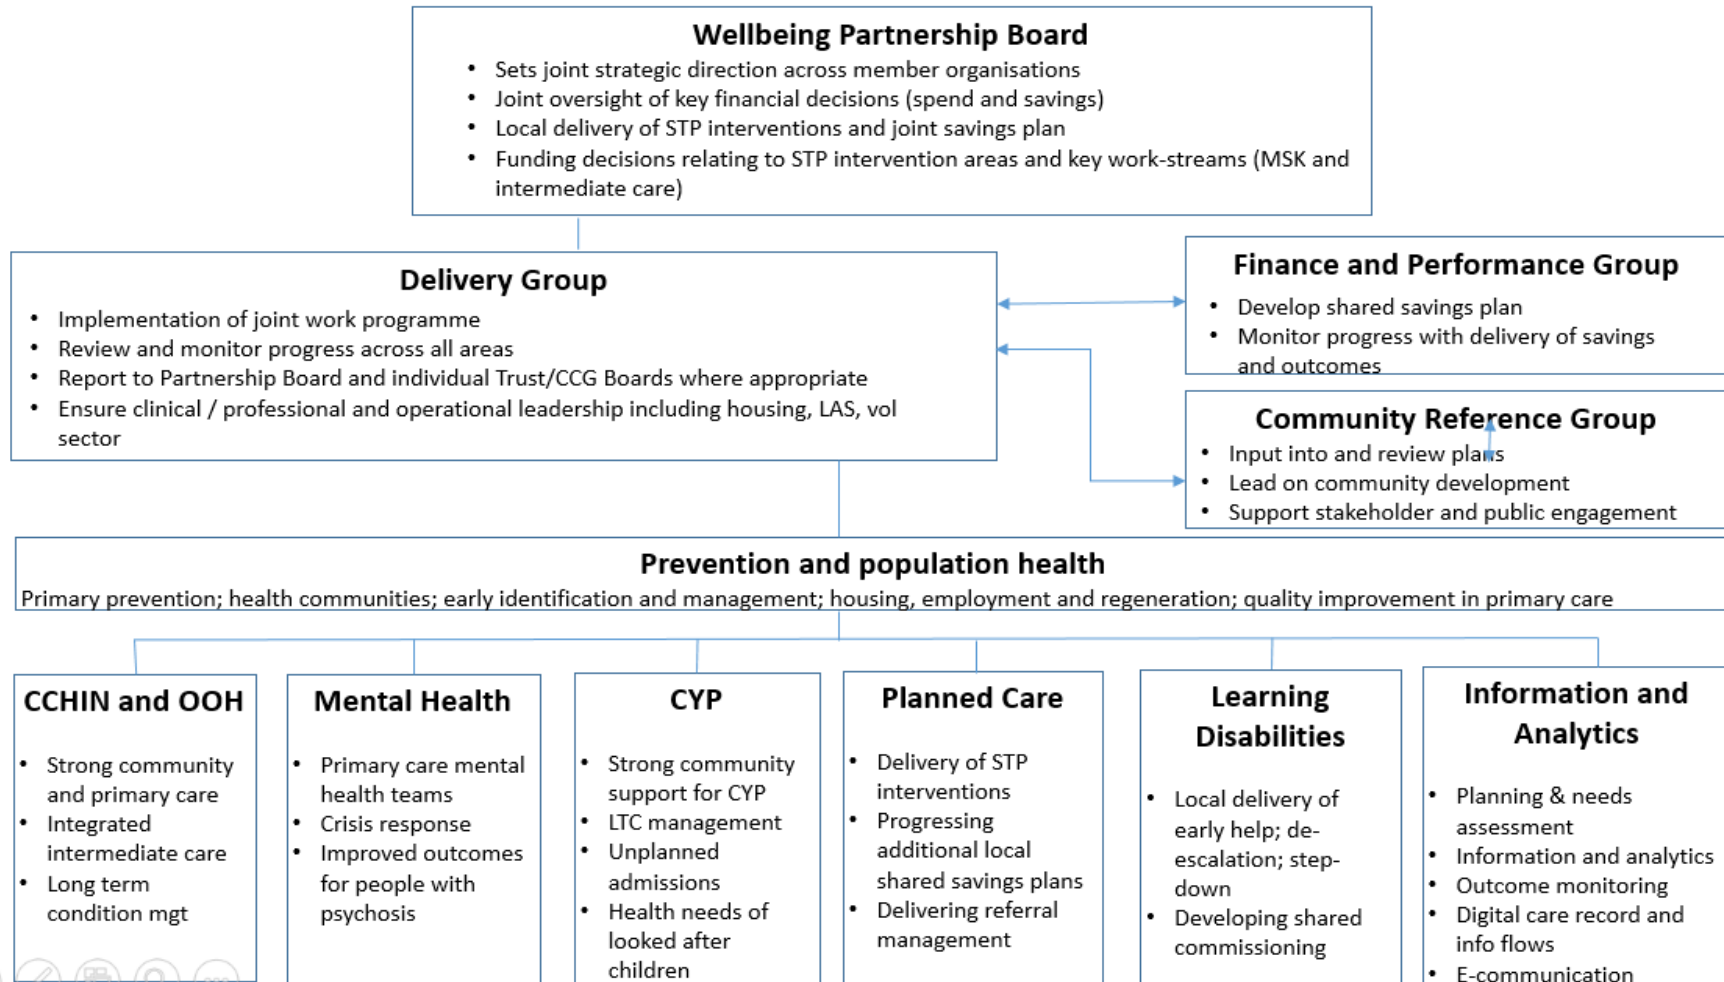 Wellbeing Partnership Board
• Sets joint strategic direction across member organisations
• Joint oversight of key financial decisions (spend and savings)
• Local delivery of STP interventions and joint savings plan
• Funding decisions relating to STP intervention areas and key work-streams (MSK and
intermediate care)
Delivery Group
• Implementation of joint work programme
• Review and monitor progress across all areas
• Report to Partnership Board and individual Trust/CCG Boards where appropriate
• Ensure clinical / professional and operational leadership including housing, LAS, vol
sector
Finance and Performance Group
• Develop shared savings plan
• Monitor progress with delivery of savings
and outcomes
Community Reference Group
• Input into and review plans
• Lead on community development
• Support stakeholder and public engagement
Prevention and population health
Primary prevention; health communities; early identification and management; housing, employment and regeneration; quality improvement in primary care
CCHIN and OOH
• Strong community
and primary care
• Integrated
intermediate care
• Long term
condition mgt
Mental Health
• Primary care mental
health teams
• Crisis response
• Improved outcomes
for people with
psychosis
CYP
• Strong community
support for CYP
• LTC management
• Unplanned
admissions
• Health needs of
looked after
children
Planned Care
• Delivery of STP
interventions
• Progressing
additional local
shared savings plans
• Delivering referral
management
Learning
Disabilities
• Local delivery of
early help; de-
escalation; step-
down
• Developing shared
commissioning
Information and
Analytics
• Planning & needs
assessment
• Information and analytics
• Outcome monitoring
• Digital care record and
info flows
• E-communication